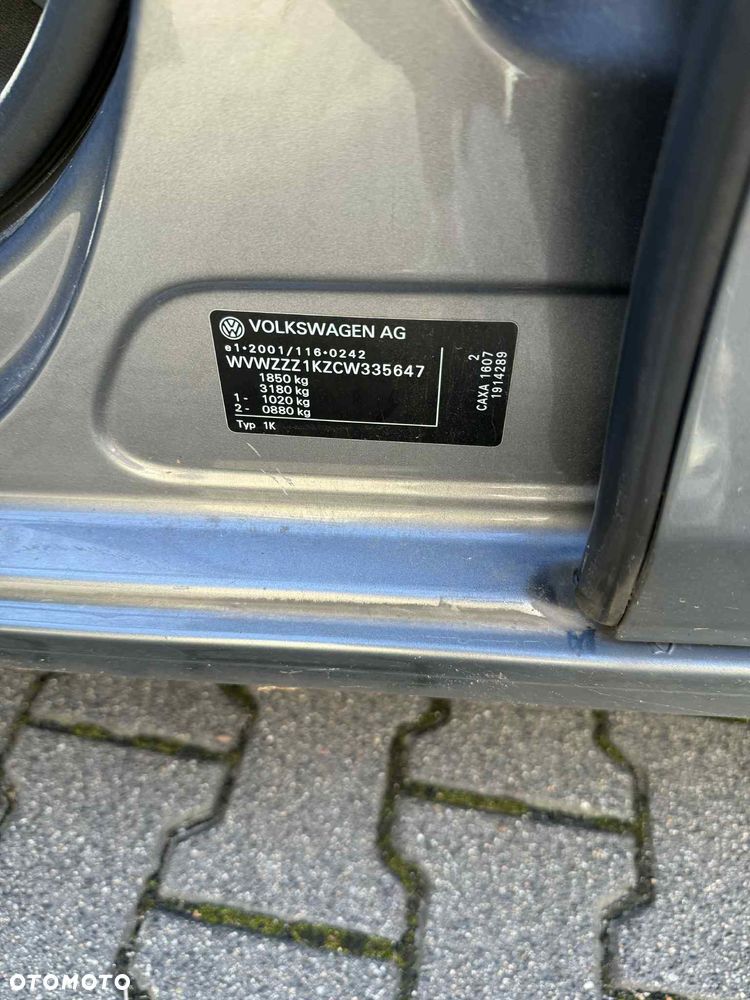 VOLKSWAGEN AG
e1*2001/116*0242
WVWZZZ1KZCW335647
1850 kg
3180 kg
1 - 1020 kg
2 - 0880 kg
Typ 1K
2
CAXA 1607
1914289
OTOMOTO